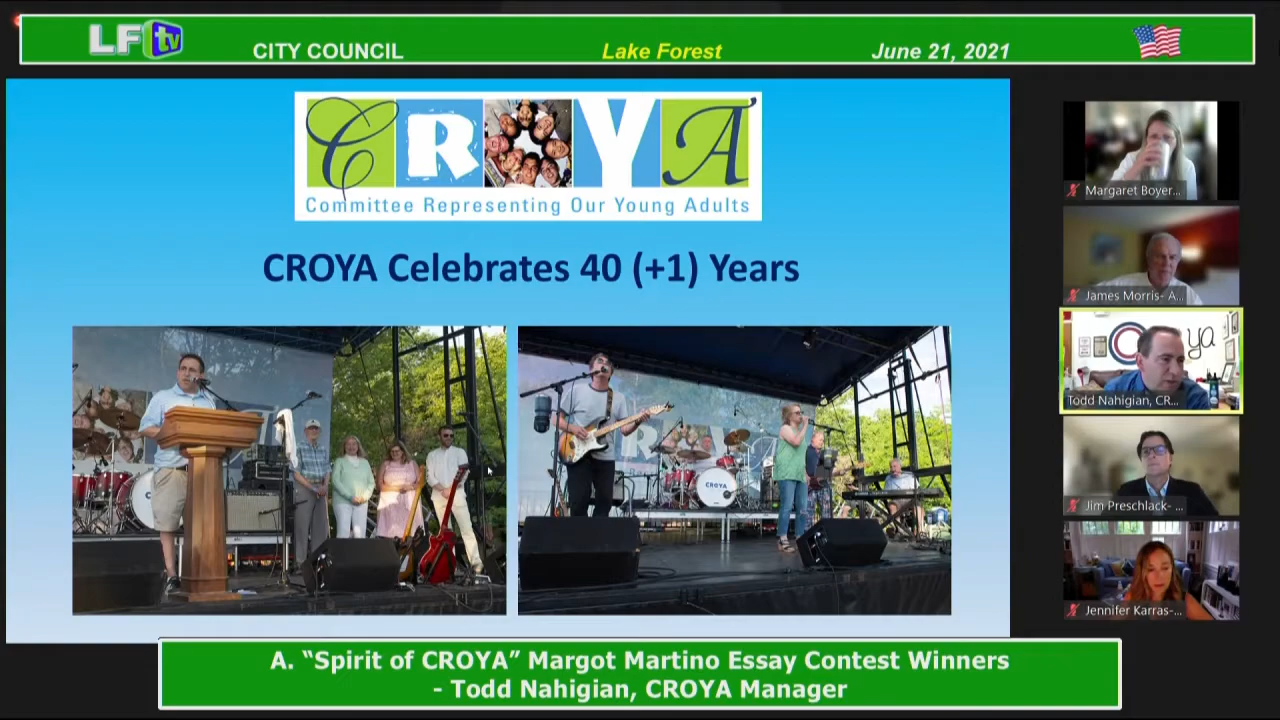 LFtv
CITY COUNCIL
Lake Forest
June 21, 2021
CROYA
Committee Representing Our Young Adults
CROYA Celebrates 40 (+1) Years
CROYA
Margaret Boyer...
James Morris- A...
ya
Todd Nahigian, CR...
Jim Preschlack- ...
Jennifer Karras-...
A. “Spirit of CROYA” Margot Martino Essay Contest Winners
- Todd Nahigian, CROYA Manager